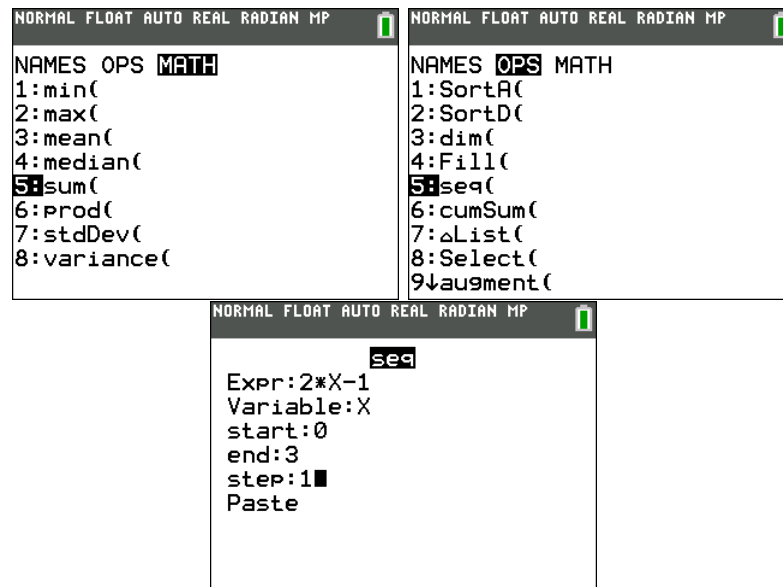 NORMAL FLOAT AUTO REAL RADIAN MP
NAMES OPS MATH
1:min(
2:max(
3:mean(
4:median(
5:sum(
6:prod(
7:stdDev(
8:variance(
NORMAL FLOAT AUTO REAL RADIAN MP
NAMES OPS MATH
1:SortA(
2:SortD(
3:dim(
4:Fill(
5:seq(
6:cumSum(
7:△List(
8:Select(
9↓augment(
NORMAL FLOAT AUTO REAL RADIAN MP
seq
Expr:2*X-1
Variable:X
start:0
end:3
step:1
Paste